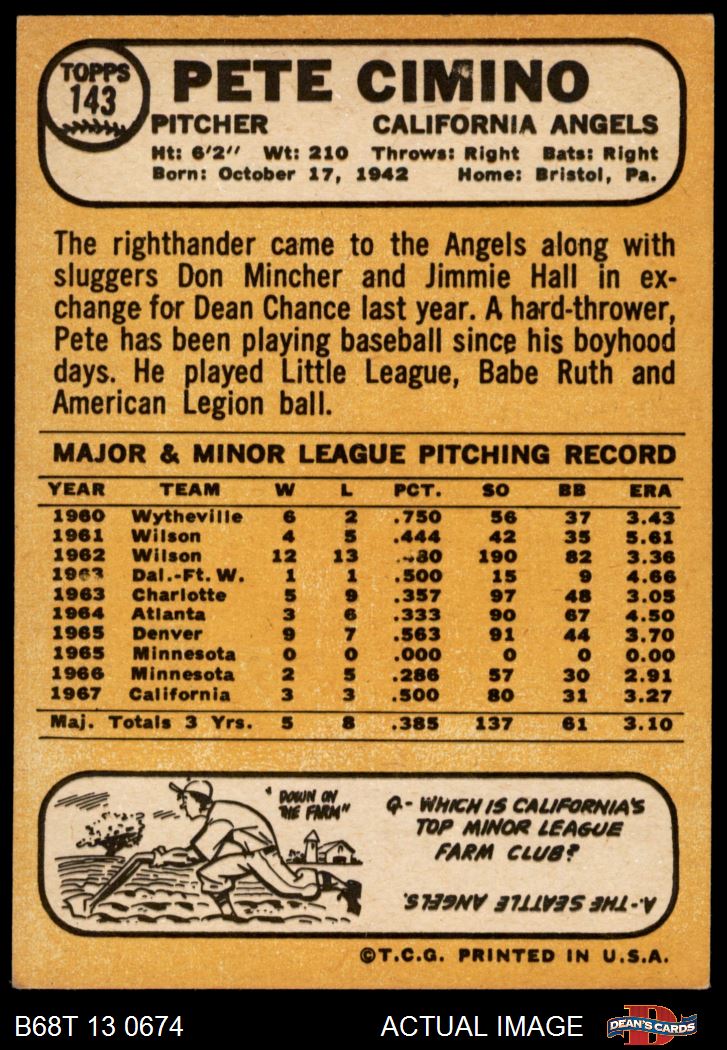 TOPPS
143
PETE CIMINO
PITCHER CALIFORNIA ANGELS
Ht: 6'2" Wt: 210 Throws: Right Bats: Right
Born: October 17, 1942 Home: Bristol, Pa.
The righthander came to the Angels along with
sluggers Don Mincher and Jimmie Hall in ex-
change for Dean Chance last year. A hard-thrower,
Pete has been playing baseball since his boyhood
days. He played Little League, Babe Ruth and
American Legion ball.
MAJOR & MINOR LEAGUE PITCHING RECORD
YEAR TEAM W L PCT. SO BB ERA
1960 Wytheville 6 2 .750 56 37 3.43
1961 Wilson 4 5 .444 42 35 5.61
1962 Wilson 12 13 190 82 3.36
1963 Dal.-Ft. W. 1 1 .500 15 9 4.66
1963 Charlotte 5 9 .357 97 48 3.05
1964 Atlanta 3 6 .333 90 67 4.50
1965 Denver 9 7 .563 91 44 3.70
1965 Minnesota 0 0 .000 0 0 0.00
1966 Minnesota 2 5 .286 57 30 2.91
1967 California 3 3 .500 80 31 3.27
Maj. Totals 3 Yrs. 5 8 .385 137 61 3.10
"DOWN ON
THE FARM"
Q- WHICH IS CALIFORNIA'S
TOP MINOR LEAGUE
FARM CLUB?
A-THE SEATTLE ANGELS.
©T.C.G. PRINTED IN U.S.A.
B68T 13 0674 ACTUAL IMAGE
DEAN'S CARDS